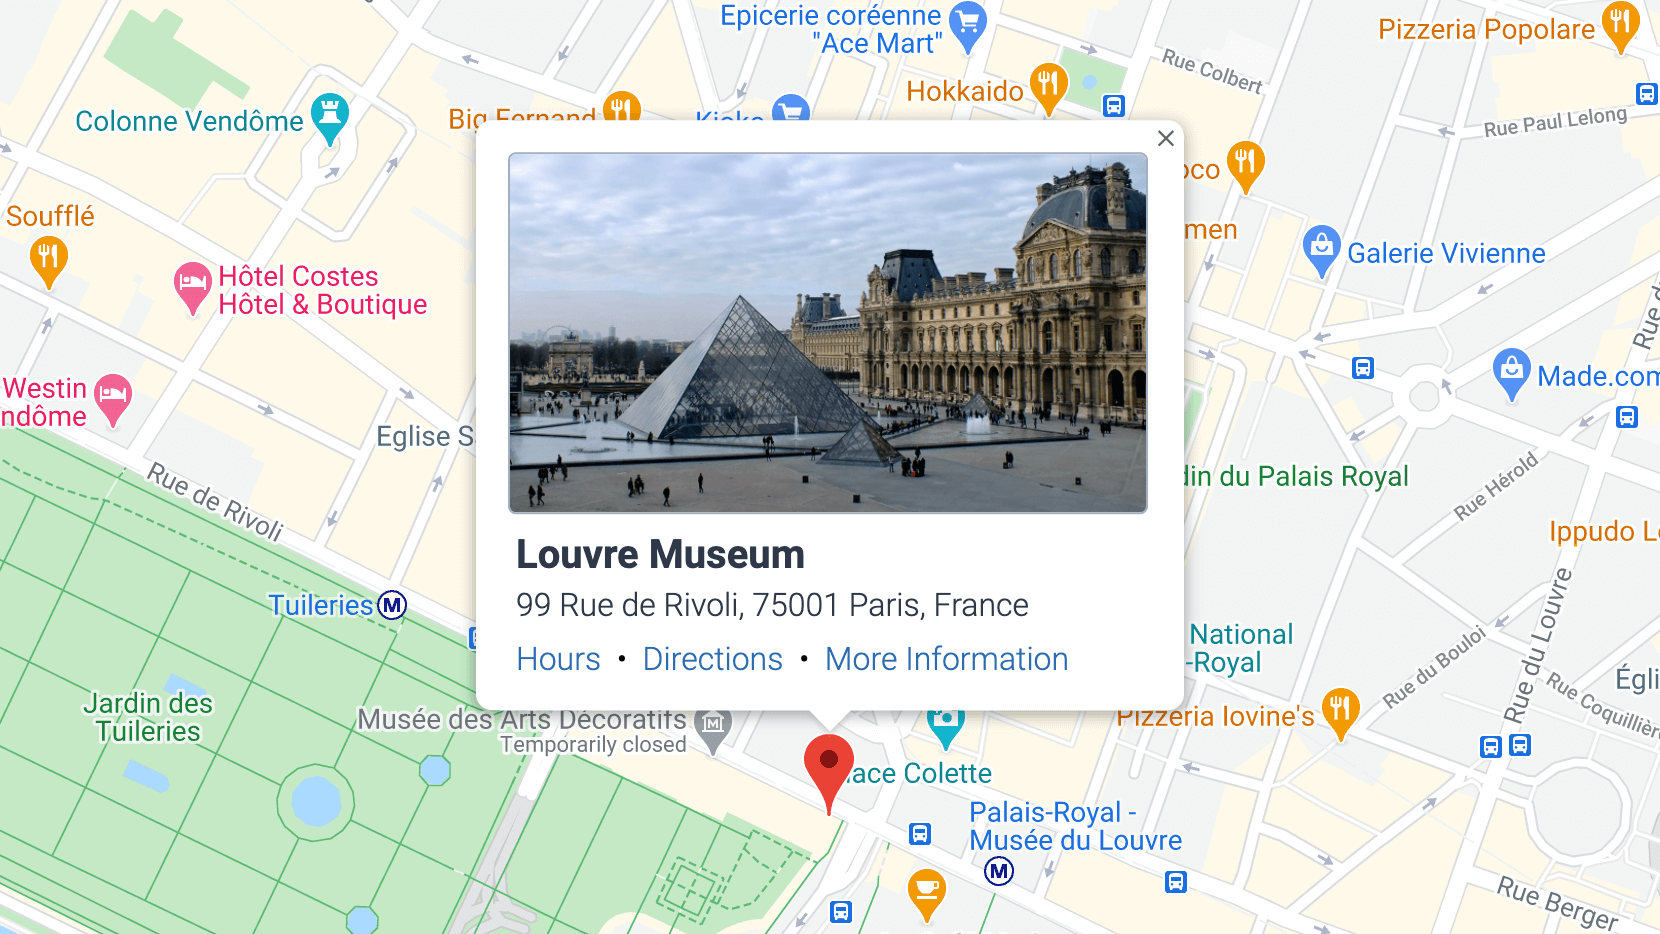 Epicerie coréenne
"Ace Mart"
Pizzeria Popolare
Rue Colbert
Hokkaido
Colonne Vendôme
Big Fernand
Rue Paul Lelong
oco
Soufflé
men
Galerie Vivienne
Hôtel Costes
Hôtel & Boutique
Rue d
Westin
ndôme
Made.com
Eglise S
din du Palais Royal
Rue Hérold
Rue de Rivoli
Ippudo Lo
Louvre Museum
99 Rue de Rivoli, 75001 Paris, France
Hours • Directions • More Information
Tuileries M
National
-Royal
Rue du Bouloi
Rue du Louvre
Égli
Rue Coquillièr
Jardin des
Tuileries
Musée des Arts Décoratifs
Temporarily closed
Pizzeria Iovine's
lace Colette
Palais-Royal -
Musée du Louvre
M
Rue Berger